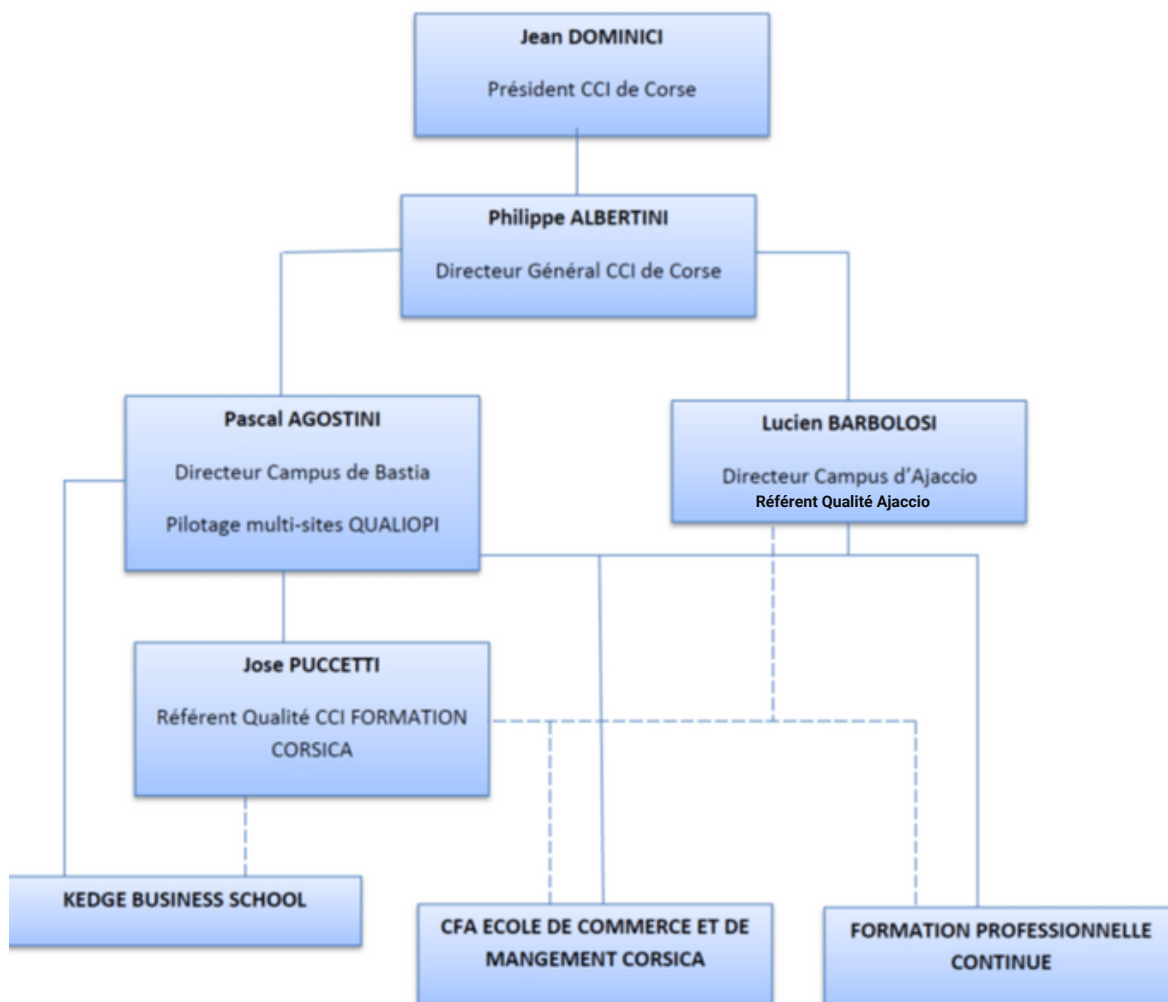 Jean DOMINICI
Président CCI de Corse
Philippe ALBERTINI
Directeur Général CCI de Corse
Pascal AGOSTINI
Directeur Campus de Bastia
Pilotage multi-sites QUALIOPI
Lucien BARBOLOSI
Directeur Campus d'Ajaccio
Référent Qualité Ajaccio
Jose PUCCETTI
Référent Qualité CCI FORMATION
CORSICA
KEDGE BUSINESS SCHOOL
CFA ECOLE DE COMMERCE ET DE
MANGEMENT CORSICA
FORMATION PROFESSIONNELLE
CONTINUE